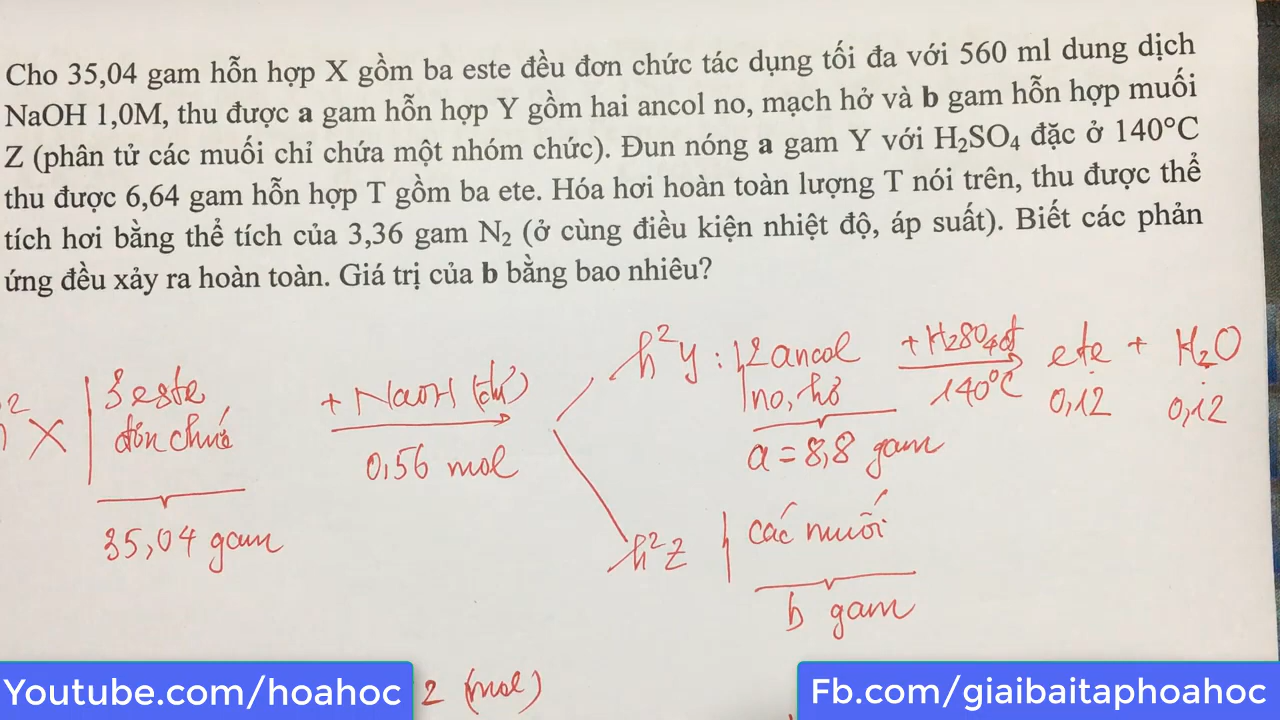 Cho 35,04 gam hỗn hợp X gồm ba este đều đơn chức tác dụng tối đa với 560 ml dung dịch
NaOH 1,0M, thu được a gam hỗn hợp Y gồm hai ancol no, mạch hở và b gam hỗn hợp muối
Z (phân tử các muối chỉ chứa một nhóm chức). Đun nóng a gam Y với H₂SO₄ đặc ở 140°C
thu được 6,64 gam hỗn hợp T gồm ba ete. Hóa hơi hoàn toàn lượng T nói trên, thu được thể
tích hơi bằng thể tích của 3,36 gam N₂ (ở cùng điều kiện nhiệt độ, áp suất). Biết các phản
ứng đều xảy ra hoàn toàn. Giá trị của b bằng bao nhiêu?
h²Y : 2 ancol + H₂SO₄đ ete + H₂O
no, hở 140°C 0,12 0,12
a = 8,8 gam
² X 3 este + NaOH (đủ)
đơn chức 0,56 mol
35,04 gam
h²Z các muối
b gam
2 (mol)
Youtube.com/hoahoc
Fb.com/giaibaitaphoahoc